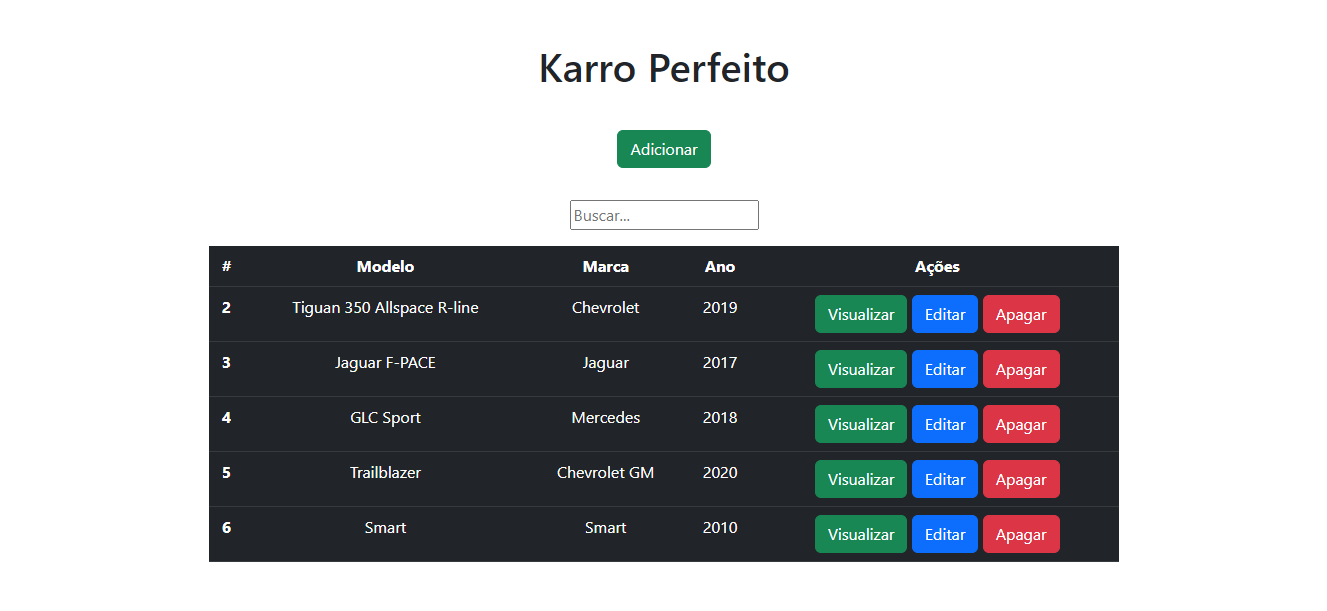 Karro Perfeito
Adicionar
Buscar...
# Modelo Marca Ano Ações
2 Tiguan 350 Allspace R-line Chevrolet 2019 Visualizar Editar Apagar
3 Jaguar F-PACE Jaguar 2017 Visualizar Editar Apagar
4 GLC Sport Mercedes 2018 Visualizar Editar Apagar
5 Trailblazer Chevrolet GM 2020 Visualizar Editar Apagar
6 Smart Smart 2010 Visualizar Editar Apagar